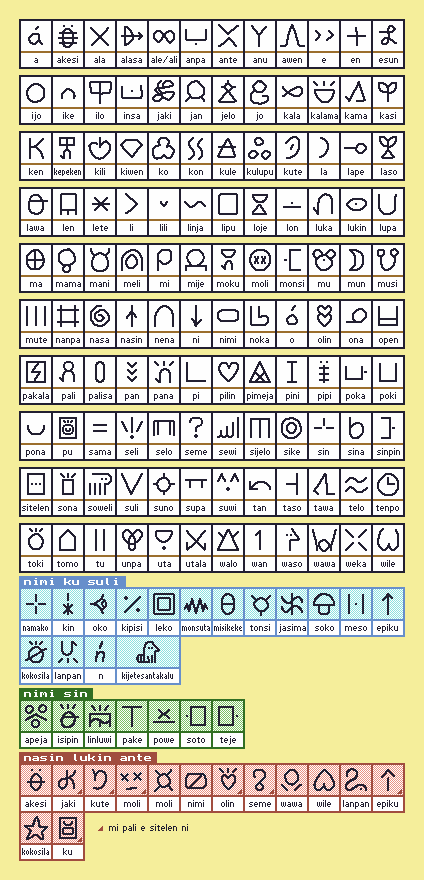 a akesi ala alasa ale/ali anpa ante anu awen e en esun
ijo ike ilo insa jaki jan jelo jo kala kalama kama kasi
ken kepeken kili kiwen ko kon kule kulupu kute la lape laso
lawa len lete li lili linja lipu loje lon luka lukin lupa
ma mama mani meli mi mije moku moli monsi mu mun musi
mute nanpa nasa nasin nena ni nimi noka o olin ona open
pakala pali palisa pan pana pi pilin pimeja pini pipi poka poki
pona pu sama seli selo seme sewi sijelo sike sin sina sinpin
sitelen sona soweli suli suno supa suwi tan taso tawa telo tenpo
toki tomo tu unpa uta utala walo wan waso wawa weka wile
nimi ku suli
namako kin oko kipisi leko monsuta misikeke tonsi jasima soko meso epiku
kokosila lanpan n kijetesantakalu
nimi sin
apeja isipin linluwi pake powe soto teje
nasin lukin ante
akesi jaki kute moli moli nimi olin seme wawa wile lanpan epiku
kokosila ku mi pali e sitelen ni